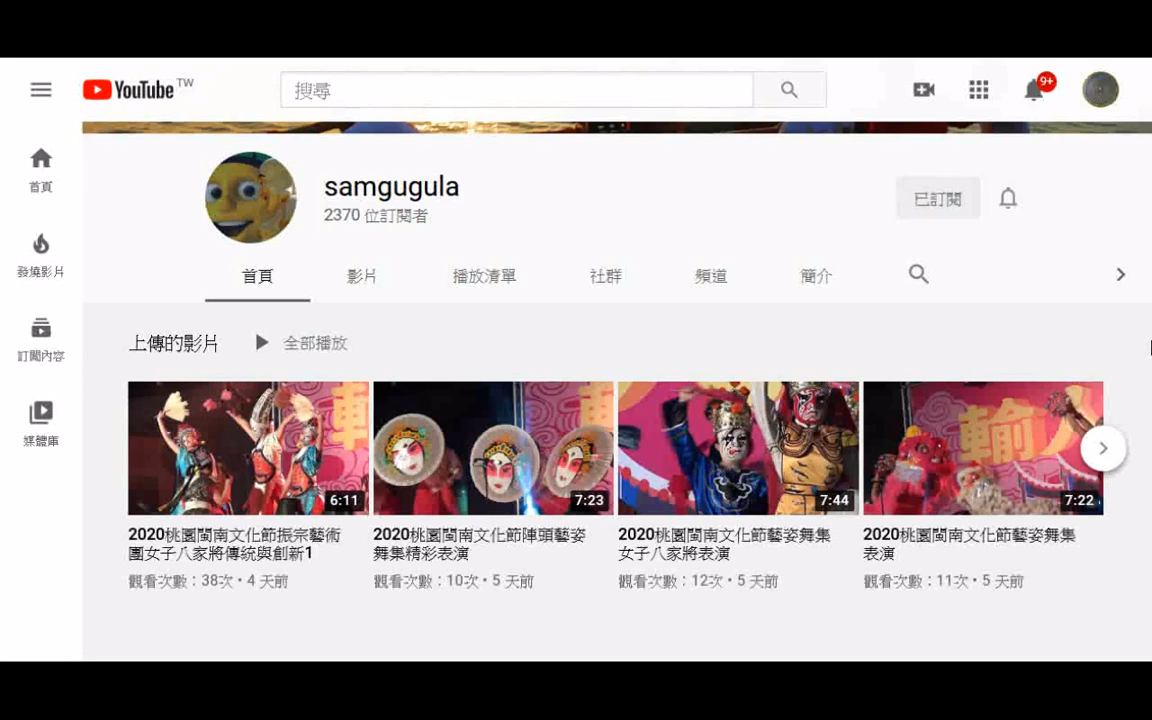 YouTube TW
搜尋
9+
首頁
發燒影片
訂閱內容
媒體庫
samgugula
2370 位訂閱者
已訂閱
首頁 影片 播放清單 社群 頻道 簡介
上傳的影片 全部播放
6:11 7:23 7:44 7:22
2020桃園閩南文化節振宗藝術
團女子八家將傳統與創新1
觀看次數：38次 • 4 天前
2020桃園閩南文化節陣頭藝姿
舞集精彩表演
觀看次數：10次 • 5 天前
2020桃園閩南文化節藝姿舞集
女子八家將表演
觀看次數：12次 • 5 天前
輸人
2020桃園閩南文化節藝姿舞集
表演
觀看次數：11次 • 5 天前